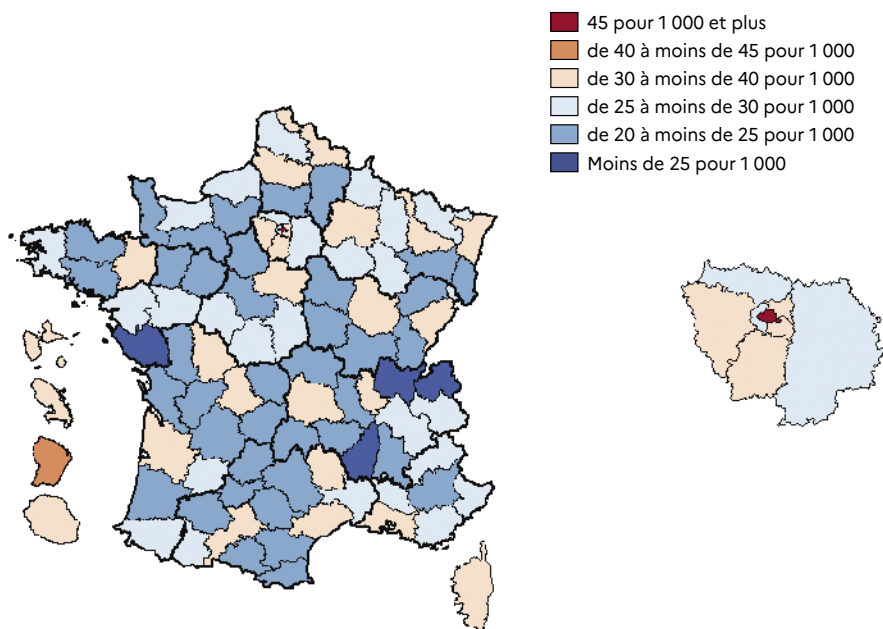 45 pour 1 000 et plus
de 40 à moins de 45 pour 1 000
de 30 à moins de 40 pour 1 000
de 25 à moins de 30 pour 1 000
de 20 à moins de 25 pour 1 000
Moins de 25 pour 1 000